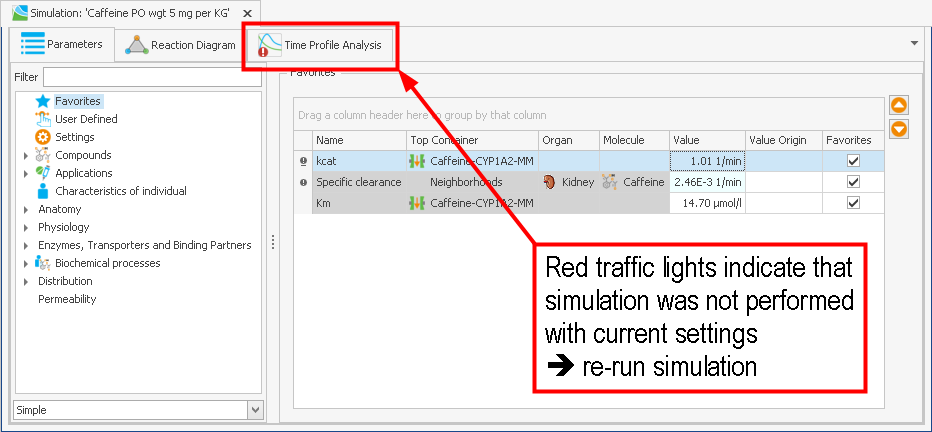 Simulation: 'Caffeine PO wgt 5 mg per KG'
Parameters
Reaction Diagram
Time Profile Analysis
Filter
Favorites
User Defined
Settings
Compounds
Applications
Characteristics of individual
Anatomy
Physiology
Enzymes, Transporters and Binding Partners
Biochemical processes
Distribution
Permeability
Simple
Favorites
Drag a column header here to group by that column
Name Top Container Organ Molecule Value Value Origin Favorites
kcat Caffeine-CYP1A2-MM 1.01 1/min
Specific clearance Neighborhoods Kidney Caffeine 2.46E-3 1/min
Km Caffeine-CYP1A2-MM 14.70 µmol/l
Red traffic lights indicate that
simulation was not performed
with current settings
➔ re-run simulation